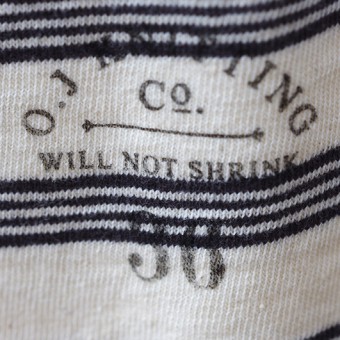 O.J KNITTING
Co.
WILL NOT SHRINK
36